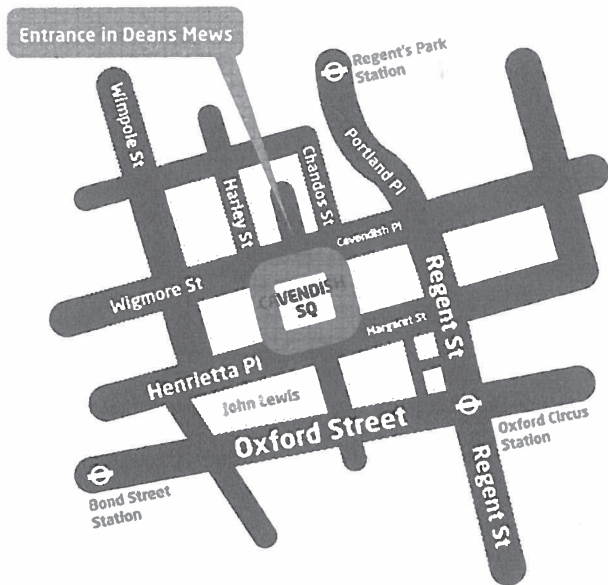 Entrance in Deans Mews
Regent's Park
Station
Wimpole St
Portland Pl
Harley St
Chandos St
Cavendish Pl
Wigmore St
CAVENDISH
SQ
Regent St
Margaret St
Henrietta Pl
John Lewis
Oxford Street
Oxford Circus
Station
Bond Street
Station
Regent St